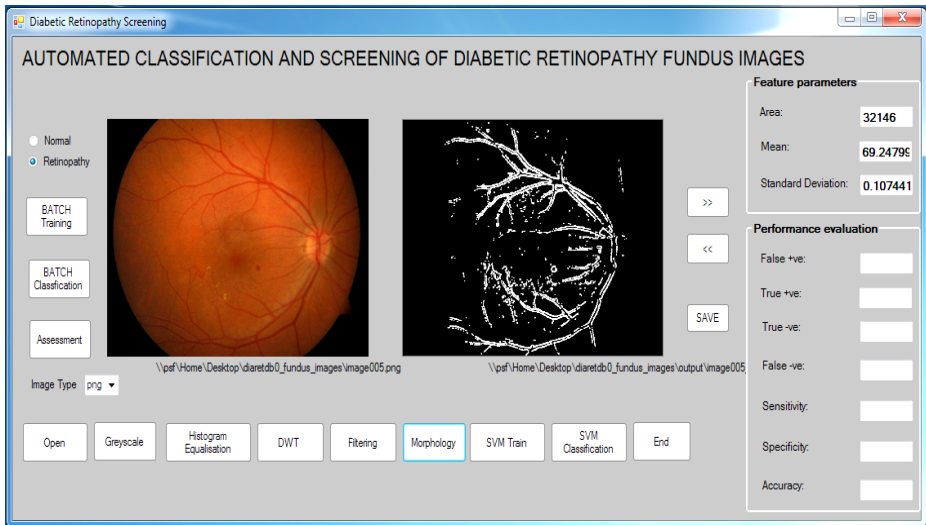 Diabetic Retinopathy Screening
AUTOMATED CLASSIFICATION AND SCREENING OF DIABETIC RETINOPATHY FUNDUS IMAGES
Normal
Retinopathy
BATCH
Training
BATCH
Classfication
Assessment
Image Type png
\\psf\Home\Desktop\diaretdb0_fundus_images\image005.png
\\psf\Home\Desktop\diaretdb0_fundus_images\output\image005
>>
<<
SAVE
Open
Greyscale
Histogram
Equalisation
DWT
Filtering
Morphology
SVM Train
SVM
Classification
End
Feature parameters
Area: 32146
Mean: 69.24799
Standard Deviation: 0.107441
Performance evaluation
False +ve:
True +ve:
True -ve:
False -ve:
Sensitivity:
Specificity:
Accuracy: